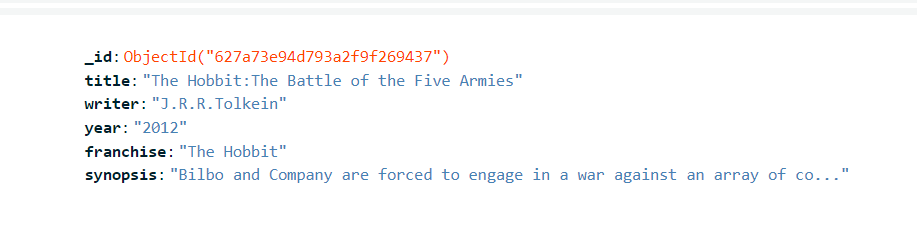 _id: ObjectId("627a73e94d793a2f9f269437")
title: "The Hobbit:The Battle of the Five Armies"
writer: "J.R.R.Tolkein"
year: "2012"
franchise: "The Hobbit"
synopsis: "Bilbo and Company are forced to engage in a war against an array of co..."